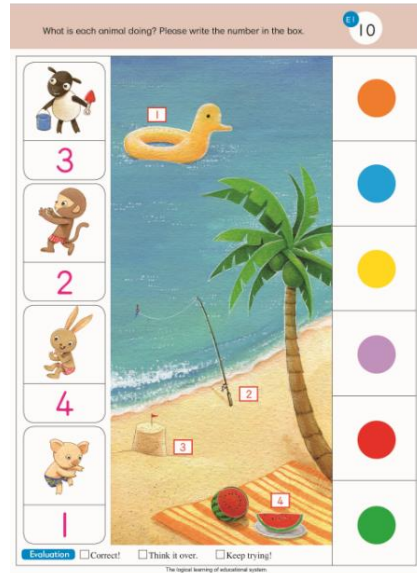 What is each animal doing? Please write the number in the box.
E1
10
3
2
4
1
1
2
3
4
Evaluation Correct! Think it over. Keep trying!
The logical learning of educational system